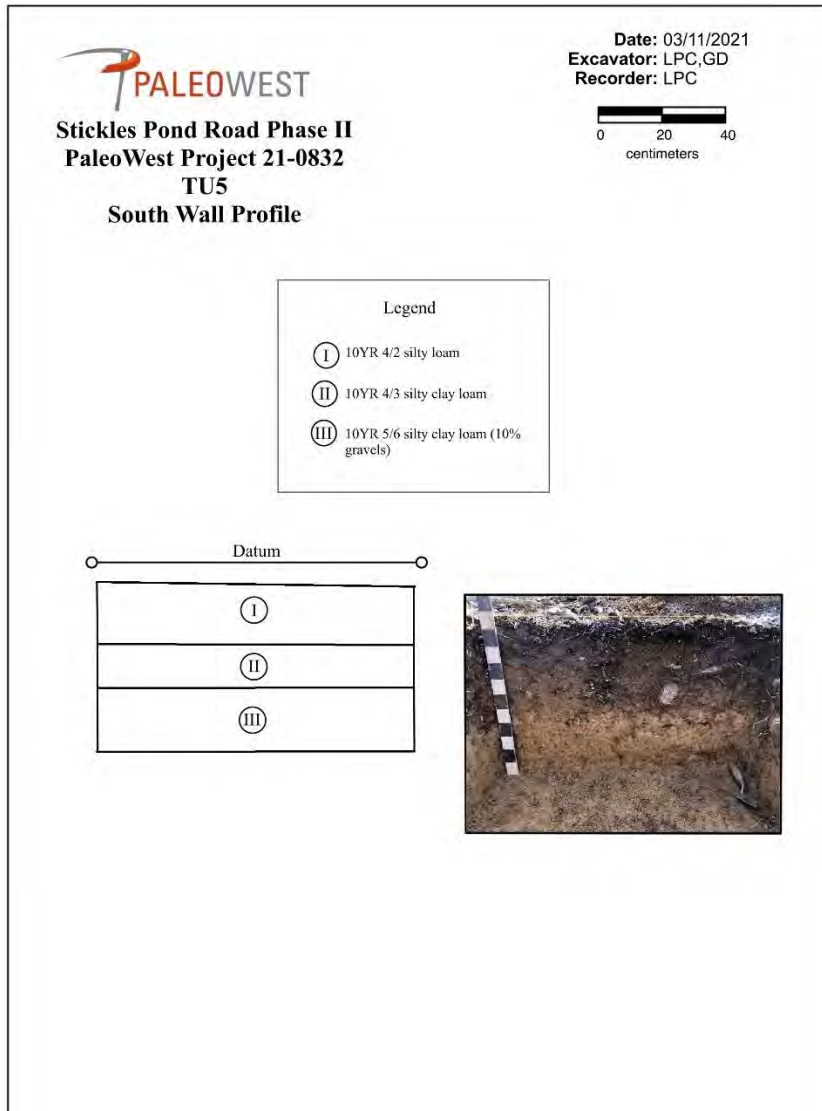 PALEOWEST
Stickles Pond Road Phase II
PaleoWest Project 21-0832
TU5
South Wall Profile
Date: 03/11/2021
Excavator: LPC,GD
Recorder: LPC
0 20 40
centimeters
Legend
I 10YR 4/2 silty loam
II 10YR 4/3 silty clay loam
III 10YR 5/6 silty clay loam (10%
gravels)
Datum
I
II
III